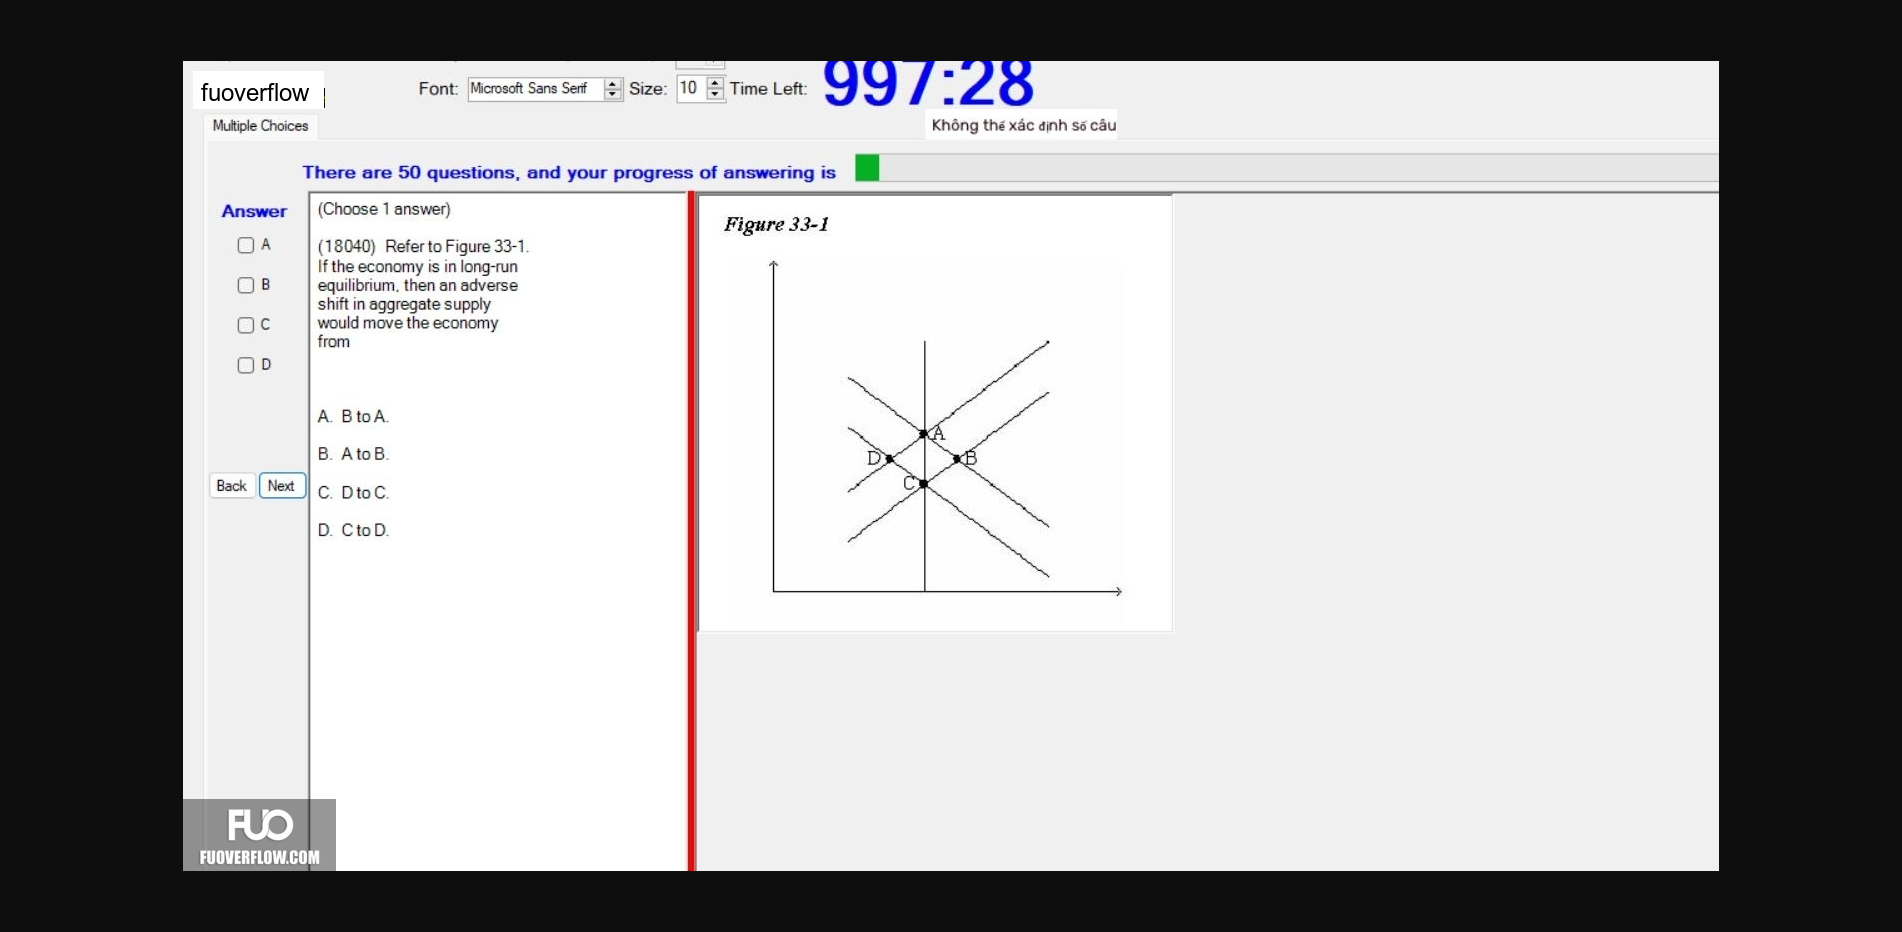 fuoverflow
Font: Microsoft Sans Serif Size: 10 Time Left: 997:28
Multiple Choices
Không thể xác định số câu
There are 50 questions, and your progress of answering is
Answer
A
B
C
D
Back Next
(Choose 1 answer)
(18040) Refer to Figure 33-1.
If the economy is in long-run
equilibrium, then an adverse
shift in aggregate supply
would move the economy
from
A. B to A.
B. A to B.
C. D to C.
D. C to D.
Figure 33-1
A
D
B
C
FUO
FUOVERFLOW.COM